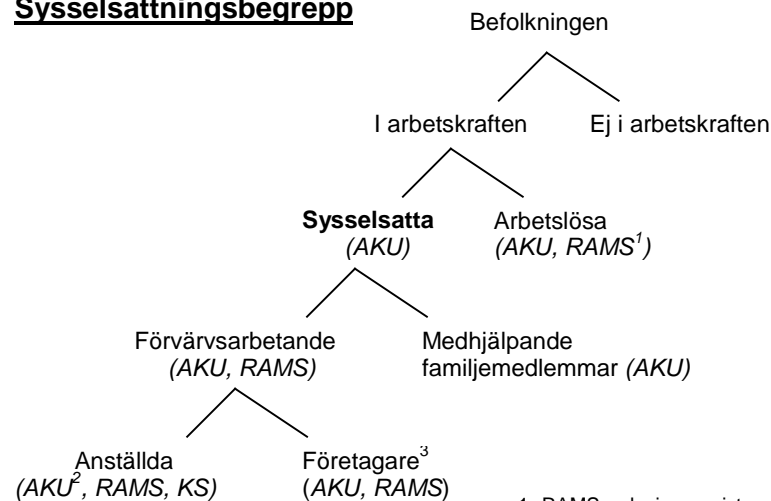 Sysselsättningsbegrepp
Befolkningen
I arbetskraften Ej i arbetskraften
Sysselsatta Arbetslösa
(AKU) (AKU, RAMS1)
Förvärvsarbetande Medhjälpande
(AKU, RAMS) familjemedlemmar (AKU)
Anställda Företagare3
(AKU2, RAMS, KS) (AKU, RAMS)